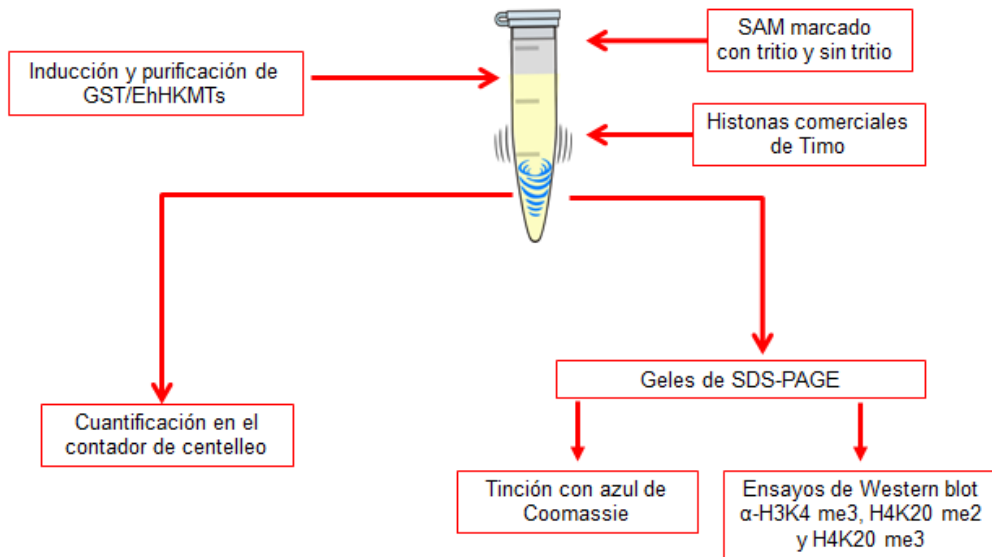 SAM marcado
con tritio y sin tritio
Inducción y purificación de
GST/EhHKMTs
Histonas comerciales
de Timo
Geles de SDS-PAGE
Cuantificación en el
contador de centelleo
Tinción con azul de
Coomassie
Ensayos de Western blot
α-H3K4 me3, H4K20 me2
y H4K20 me3